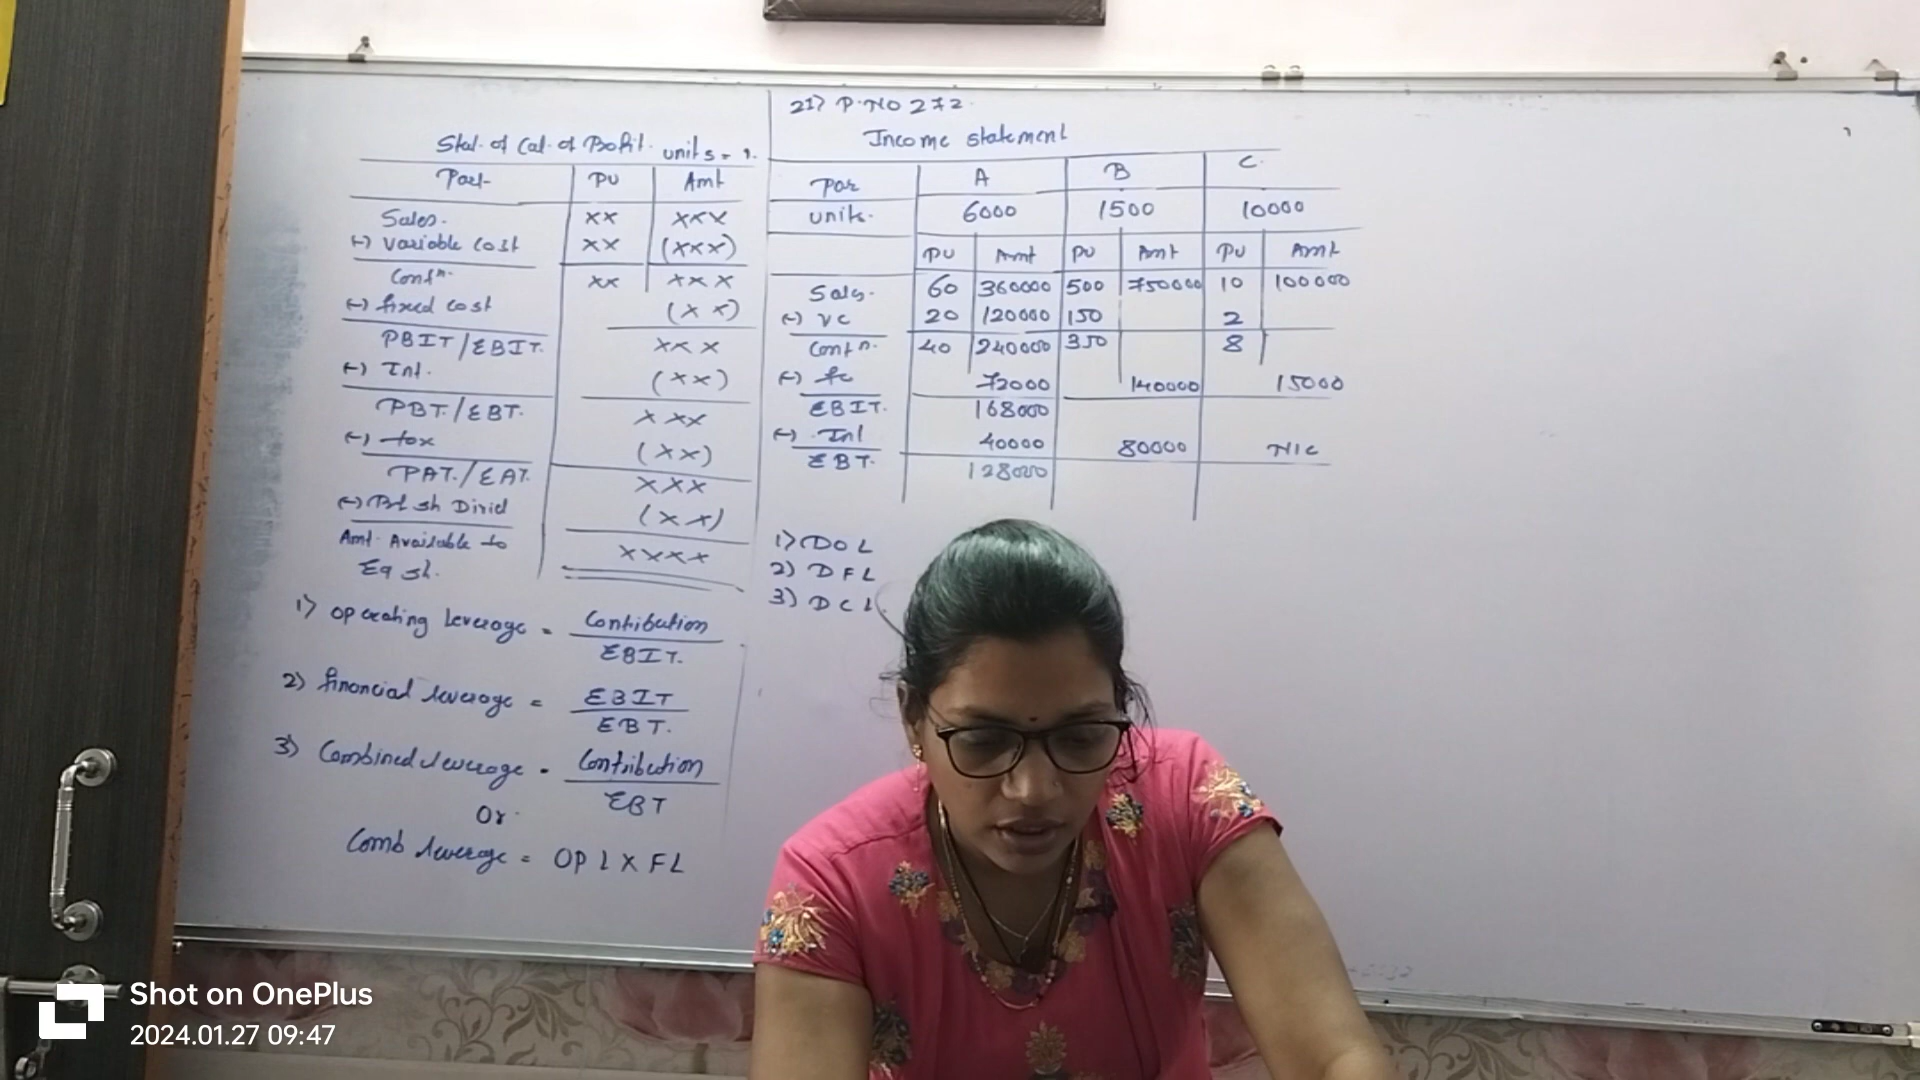 Stat. of Cal. of Profit. units = 1.
Part- PU Amt
Sales. xx xxx
(-) variable cost xx (xxx)
Contn. xx xxx
(-) fixed cost (xx)
PBIT/EBIT. xxx
(-) Int. (xx)
PBT./EBT. xxx
(-) tax (xx)
PAT./EAT. xxx
(-) Pref sh Divid (xx)
Amt. Available to xxxx
Eq sh.
1) operating leverage = Contribution
EBIT.
2) financial leverage = EBIT
EBT.
3) Combined leverage = Contribution
EBT
Or
Comb leverage = OP L X FL
21) P.NO 272.
Income statement
Par A B C
units. 6000 1500 10000
PU Amt PU Amt PU Amt
Sales. 60 360000 500 750000 10 100000
(-) VC 20 120000 150 2
Contn. 40 240000 350 8
(-) fc 72000 140000 15000
EBIT. 168000
(-) Int 40000 80000 NIL
EBT. 128000
1) DOL
2) DFL
3) DCL
Shot on OnePlus
2024.01.27 09:47